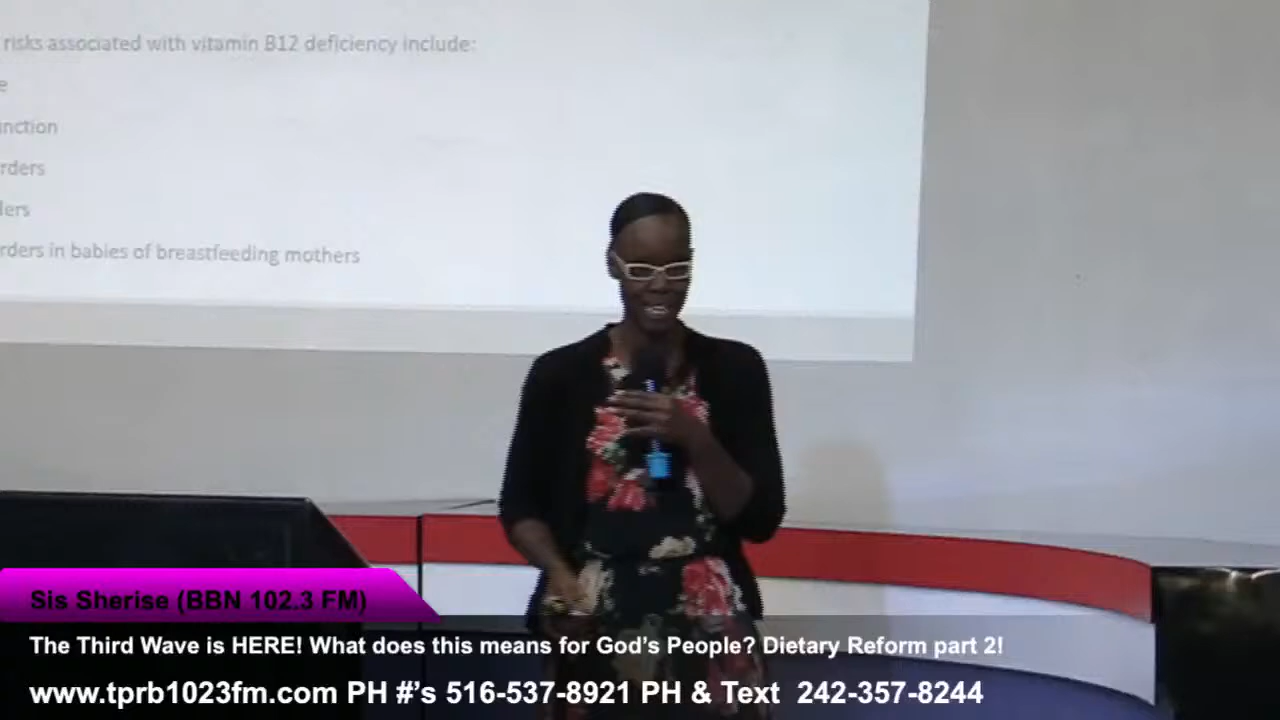 risks associated with vitamin B12 deficiency include:
e
nction
rders
ders
rders in babies of breastfeeding mothers
Sis Sherise (BBN 102.3 FM)
The Third Wave is HERE! What does this means for God's People? Dietary Reform part 2!
www.tprb1023fm.com PH #'s 516-537-8921 PH & Text 242-357-8244